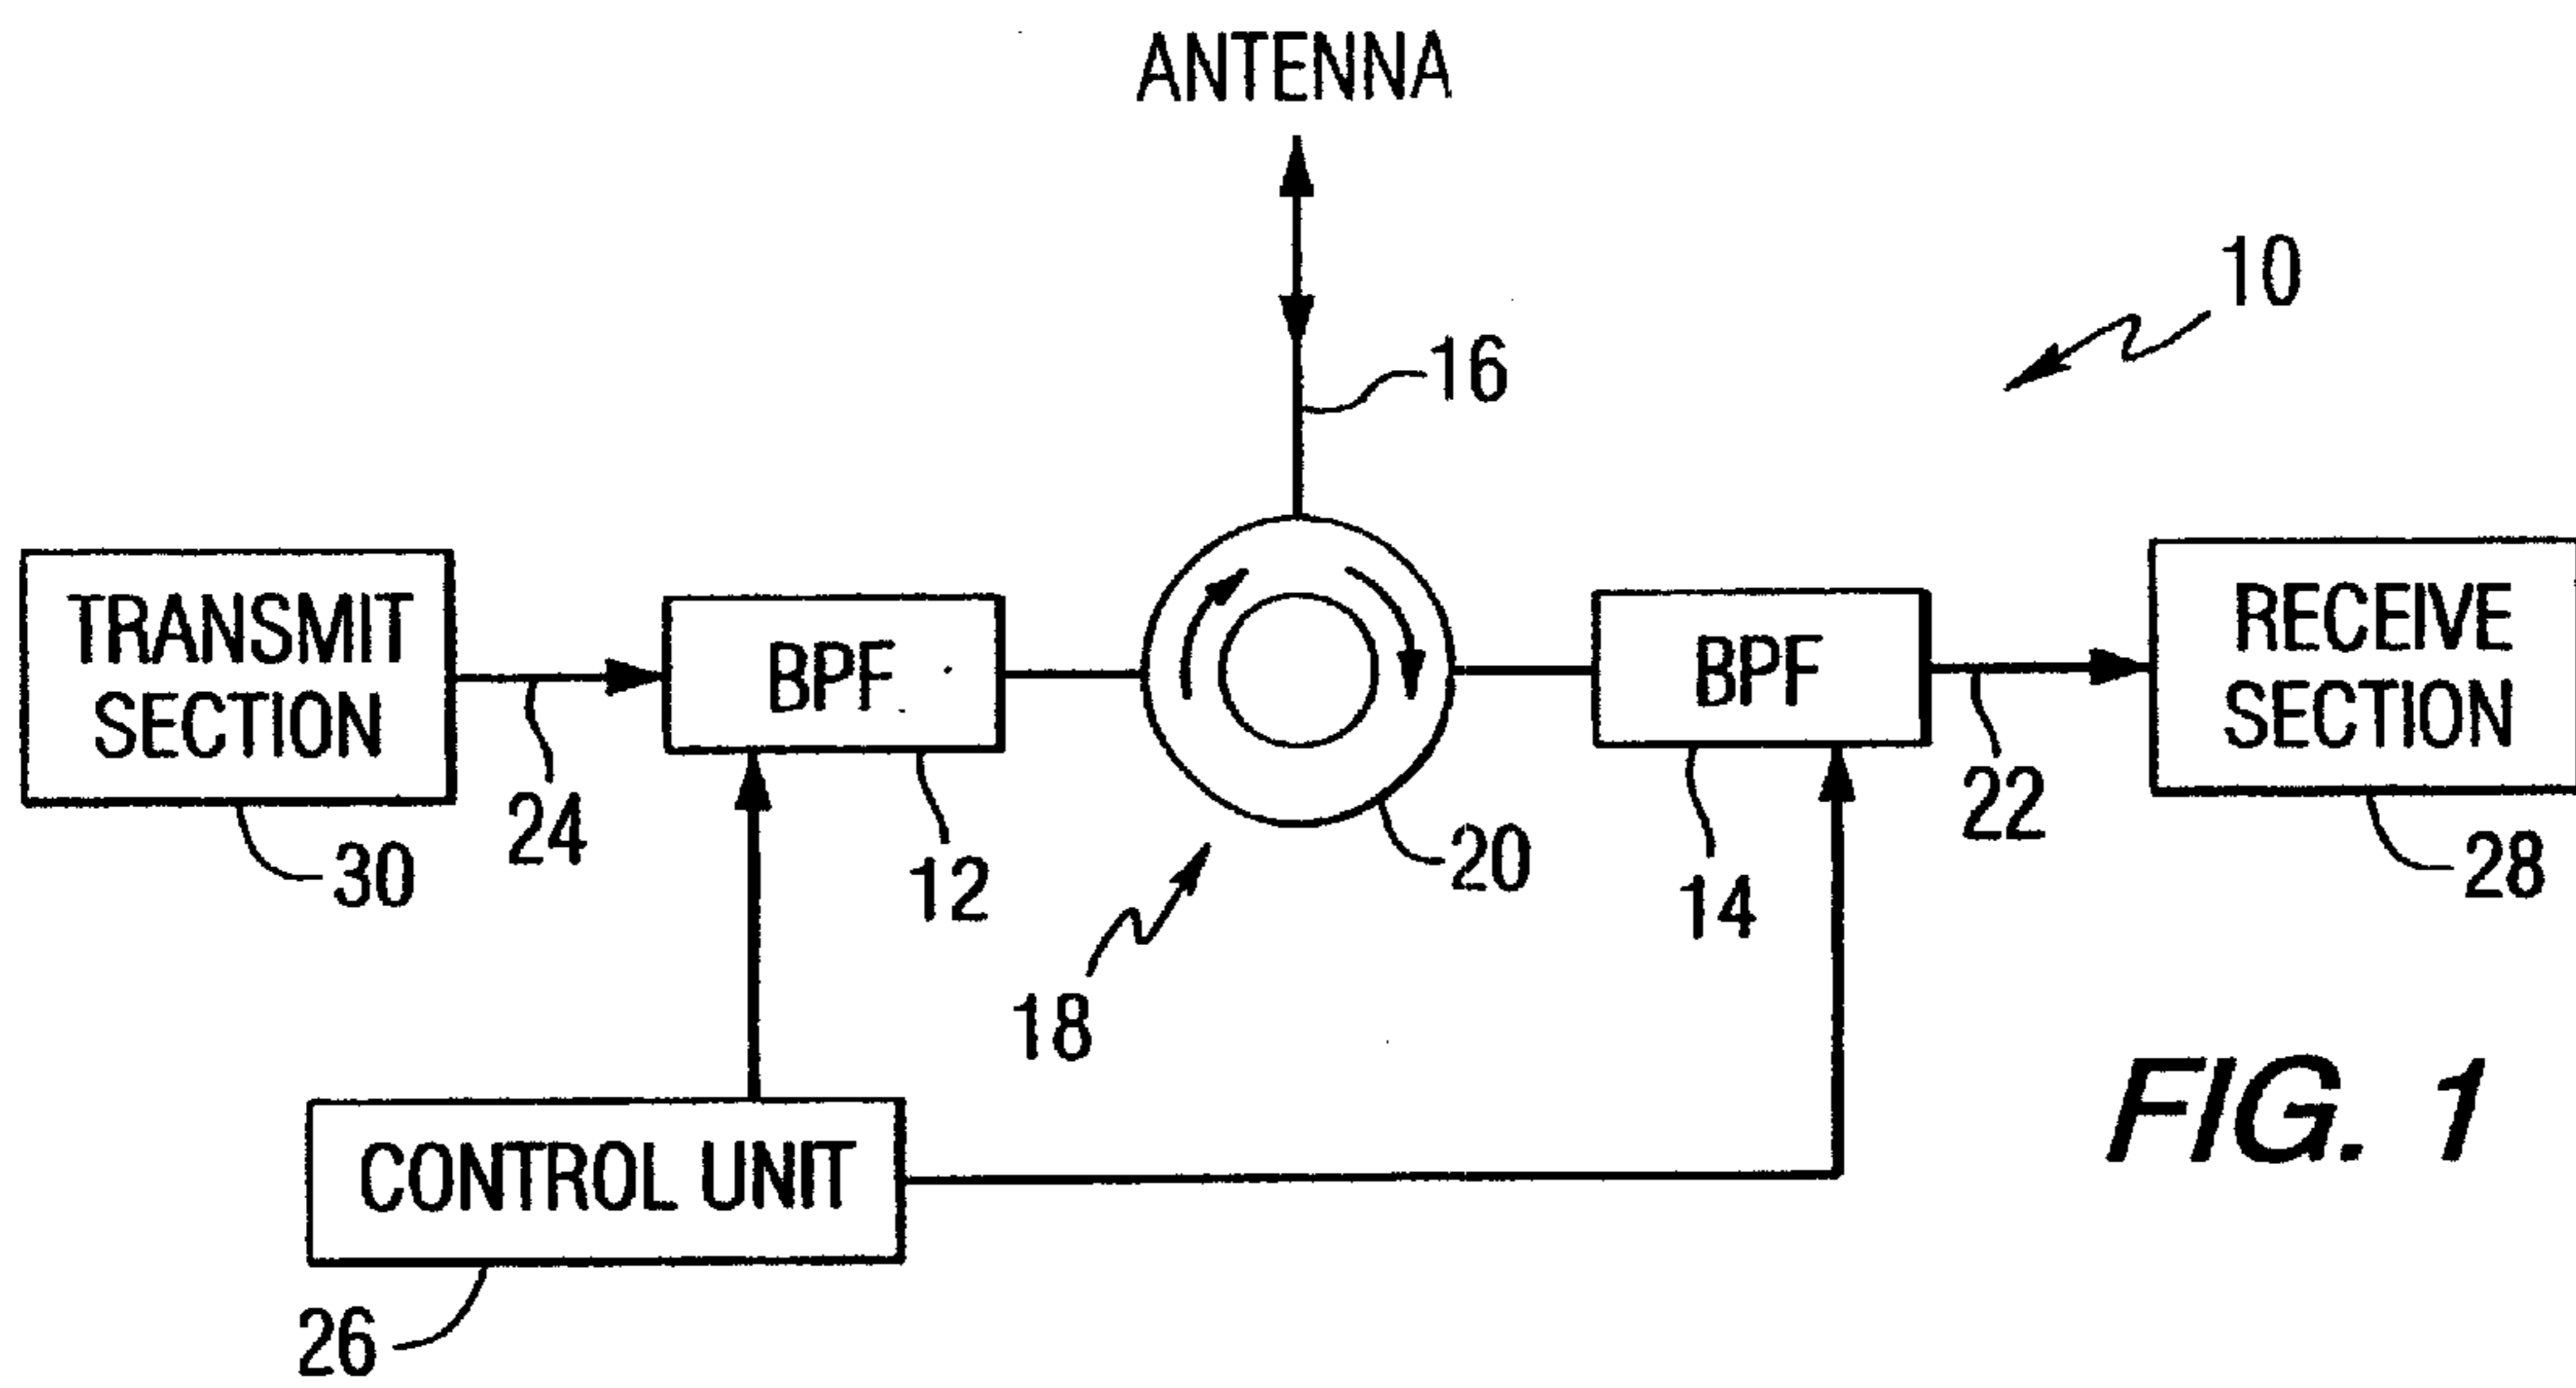 ANTENNA
10
16
TRANSMIT
SECTION
BPF
BPF
RECEIVE
SECTION
24
30
12
20
14
22
28
18
CONTROL UNIT
26
FIG. 1